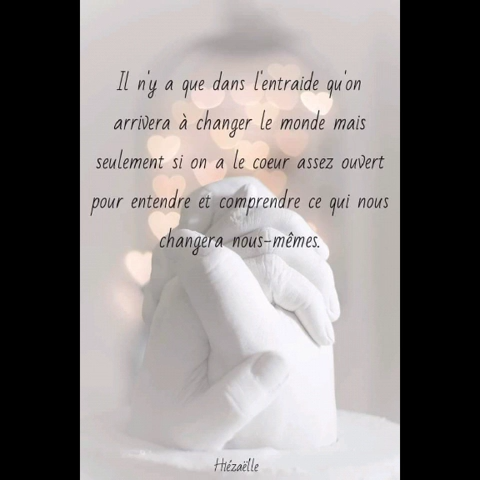 Il n'y a que dans l'entraide qu'on
arrivera à changer le monde mais
seulement si on a le coeur assez ouvert
pour entendre et comprendre ce qui nous
changera nous-mêmes.
Hiézaëlle